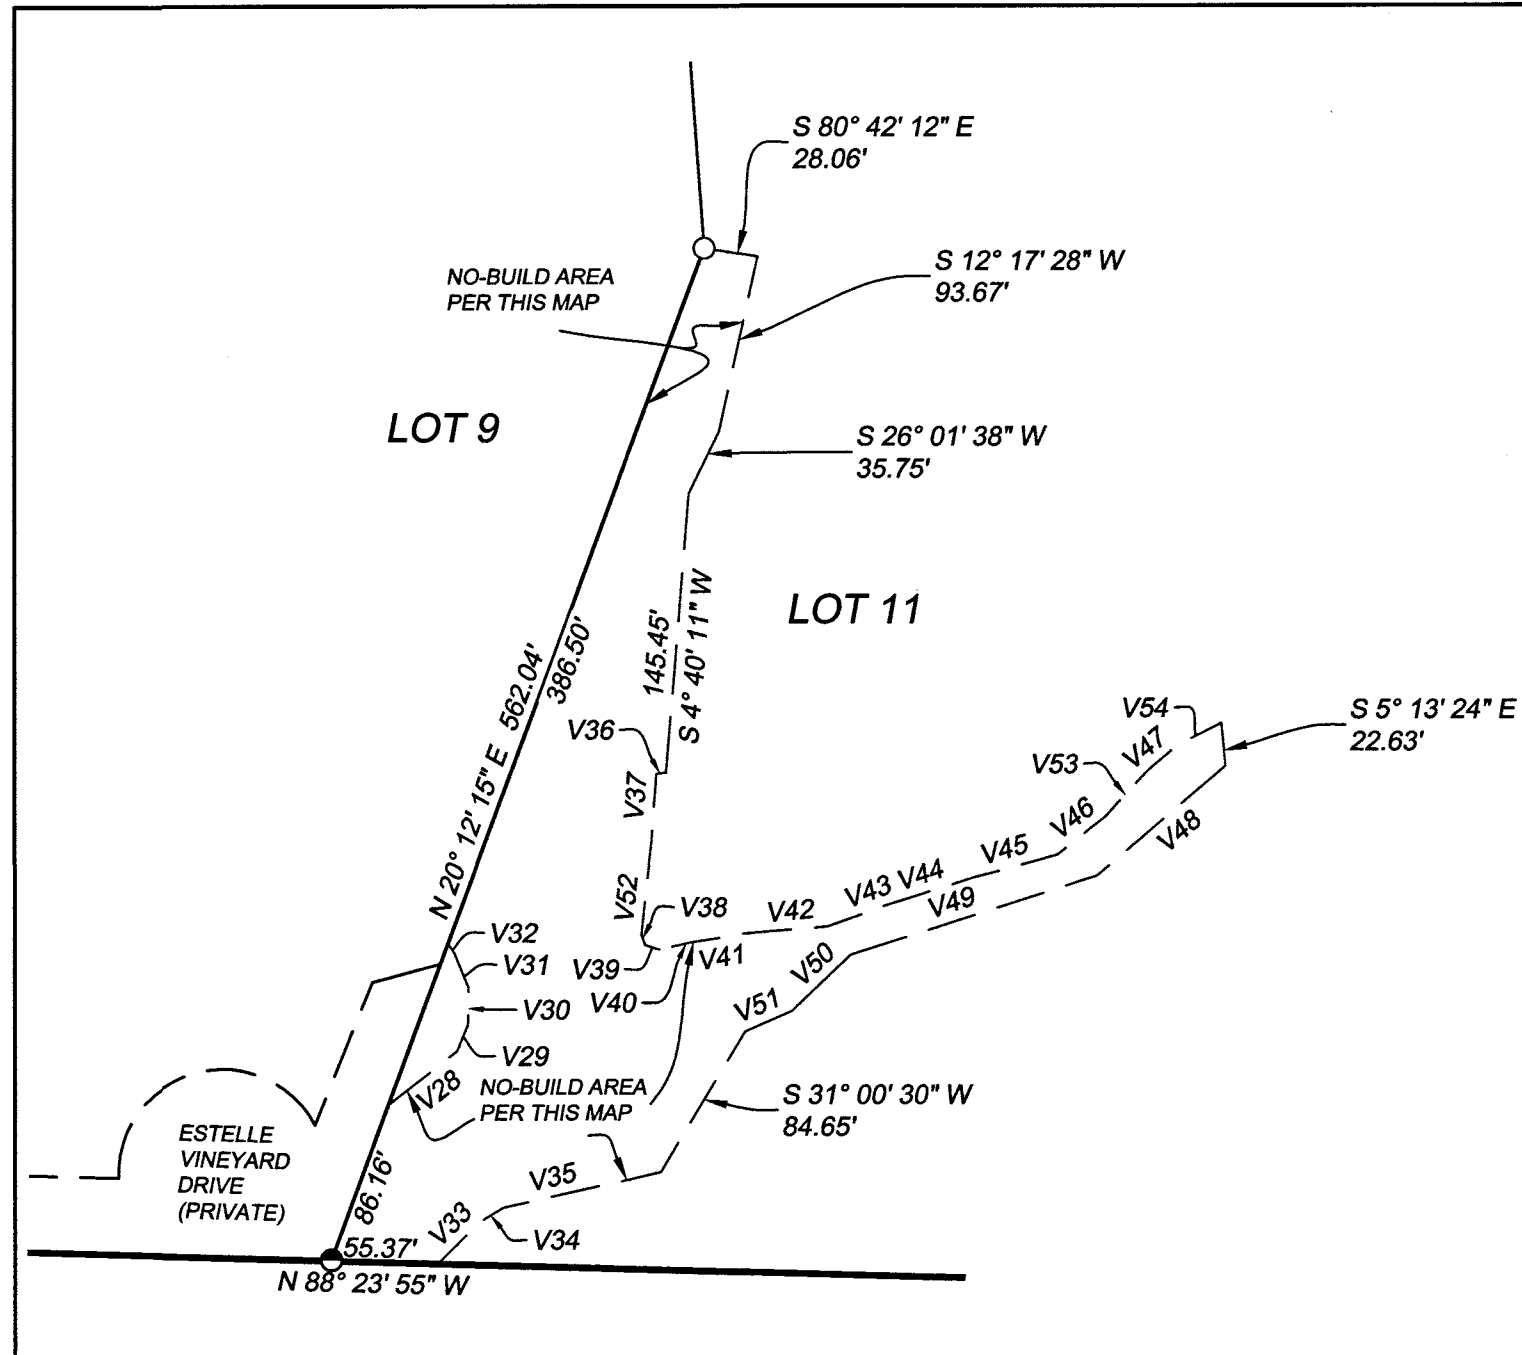 S 80° 42' 12" E
28.06'
S 12° 17' 28" W
93.67'
NO-BUILD AREA
PER THIS MAP
LOT 9
S 26° 01' 38" W
35.75'
LOT 11
N 20° 12' 15" E 562.04'
386.50'
145.45'
S 4° 40' 11" W
V36
V37
V52
V38
V39
V40
V41
V42
V43
V44
V45
V46
V53
V47
V54
S 5° 13' 24" E
22.63'
V48
V49
V50
V51
V32
V31
V30
V29
V28
NO-BUILD AREA
PER THIS MAP
S 31° 00' 30" W
84.65'
ESTELLE
VINEYARD
DRIVE
(PRIVATE)
86.16'
V35
V33
V34
55.37'
N 88° 23' 55" W